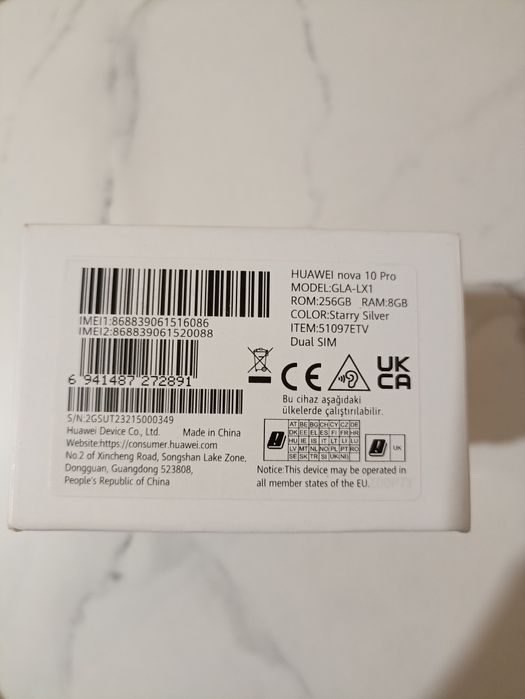 HUAWEI nova 10 Pro
MODEL:GLA-LX1
ROM:256GB RAM:8GB
COLOR:Starry Silver
ITEM:51097ETV
Dual SIM
IMEI1:868839061516086
IMEI2:868839061520088
6 941487 272891
S/N:2GSUT23215000349
Huawei Device Co., Ltd. Made in China
Website:https://consumer.huawei.com
No.2 of Xincheng Road, Songshan Lake Zone,
Dongguan, Guangdong 523808,
People's Republic of China
CE
UK
CA
Bu cihaz aşağıdaki
ülkelerde çalıştırılabilir.
AT BE BG CH CY CZ DE
DK EE EL ES FI FR HR
HU IE IS IT LT LI LU
LV MT NL NO PL PT RO
SE SK TR SI UK(NI)
UK
Notice:This device may be operated in
all member states of the EU.